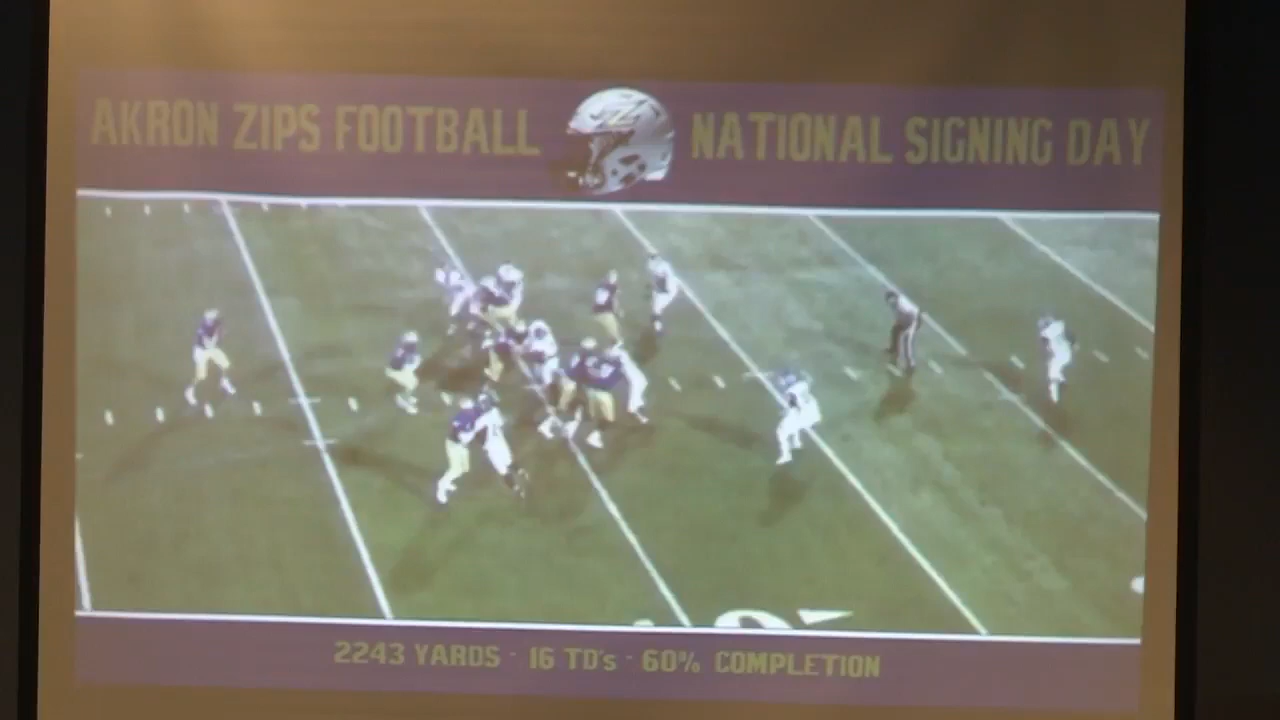 AKRON ZIPS FOOTBALL NATIONAL SIGNING DAY
2243 YARDS - 16 TD's - 60% COMPLETION